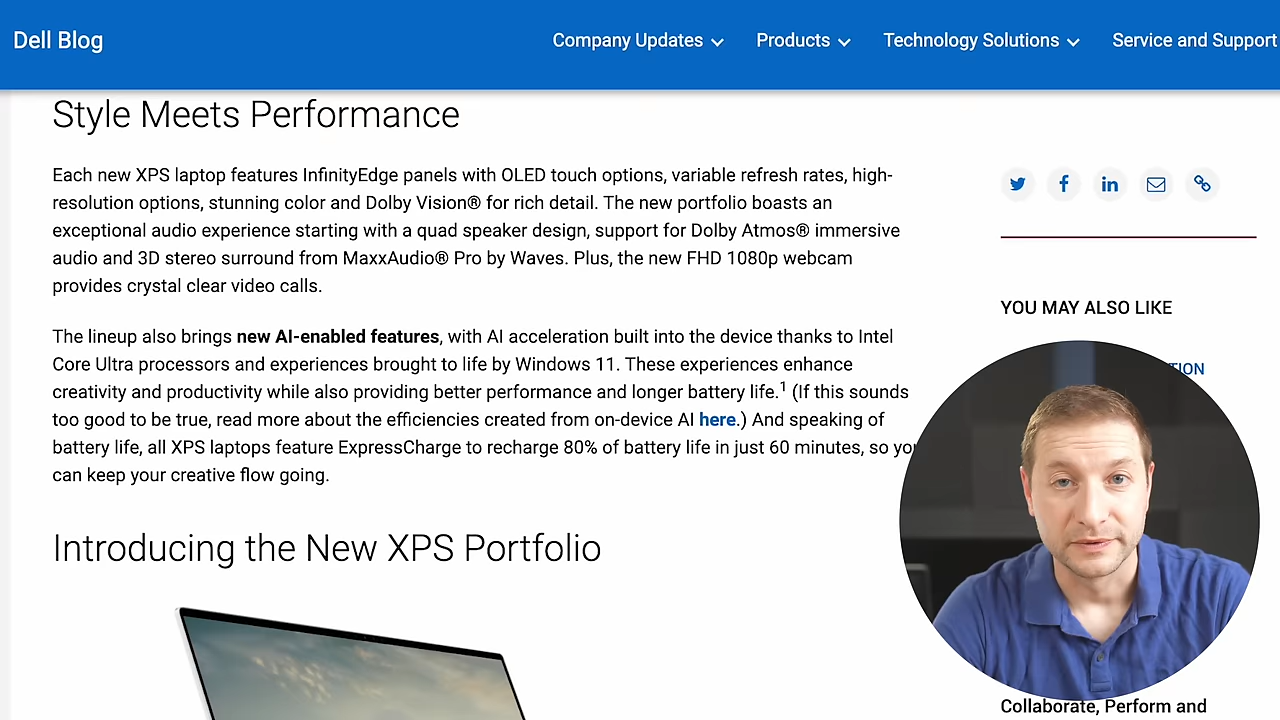 Dell Blog
Company Updates
Products
Technology Solutions
Service and Support
Style Meets Performance
Each new XPS laptop features InfinityEdge panels with OLED touch options, variable refresh rates, high-
resolution options, stunning color and Dolby Vision® for rich detail. The new portfolio boasts an
exceptional audio experience starting with a quad speaker design, support for Dolby Atmos® immersive
audio and 3D stereo surround from MaxxAudio® Pro by Waves. Plus, the new FHD 1080p webcam
provides crystal clear video calls.
The lineup also brings new AI-enabled features, with AI acceleration built into the device thanks to Intel
Core Ultra processors and experiences brought to life by Windows 11. These experiences enhance
creativity and productivity while also providing better performance and longer battery life.1 (If this sounds
too good to be true, read more about the efficiencies created from on-device AI here.) And speaking of
battery life, all XPS laptops feature ExpressCharge to recharge 80% of battery life in just 60 minutes, so you
can keep your creative flow going.
Introducing the New XPS Portfolio
YOU MAY ALSO LIKE
Collaborate, Perform and